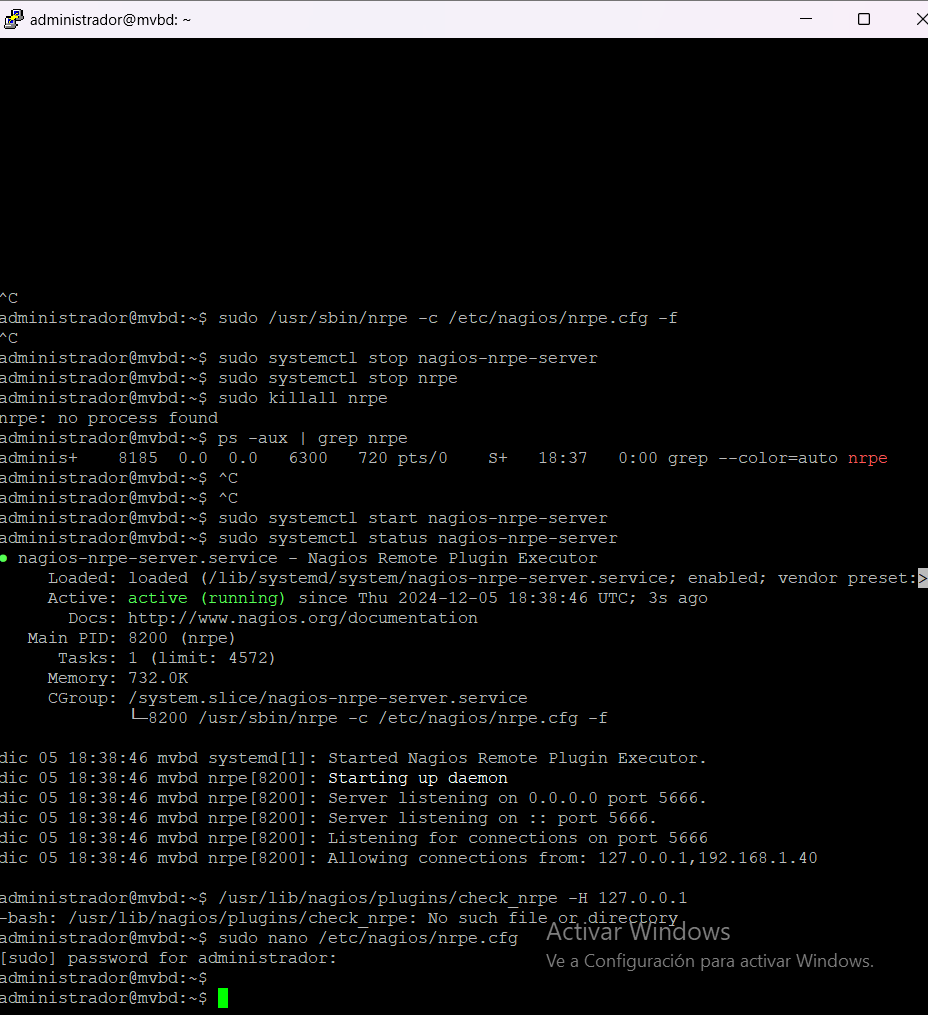 administrador@mvbd: ~
^C
administrador@mvbd:~$ sudo /usr/sbin/nrpe -c /etc/nagios/nrpe.cfg -f
^C
administrador@mvbd:~$ sudo systemctl stop nagios-nrpe-server
administrador@mvbd:~$ sudo systemctl stop nrpe
administrador@mvbd:~$ sudo killall nrpe
nrpe: no process found
administrador@mvbd:~$ ps -aux | grep nrpe
adminis+    8185  0.0  0.0   6300   720 pts/0    S+   18:37   0:00 grep --color=auto nrpe
administrador@mvbd:~$ ^C
administrador@mvbd:~$ ^C
administrador@mvbd:~$ sudo systemctl start nagios-nrpe-server
administrador@mvbd:~$ sudo systemctl status nagios-nrpe-server
● nagios-nrpe-server.service - Nagios Remote Plugin Executor
     Loaded: loaded (/lib/systemd/system/nagios-nrpe-server.service; enabled; vendor preset:>
     Active: active (running) since Thu 2024-12-05 18:38:46 UTC; 3s ago
       Docs: http://www.nagios.org/documentation
   Main PID: 8200 (nrpe)
      Tasks: 1 (limit: 4572)
     Memory: 732.0K
     CGroup: /system.slice/nagios-nrpe-server.service
             └─8200 /usr/sbin/nrpe -c /etc/nagios/nrpe.cfg -f
dic 05 18:38:46 mvbd systemd[1]: Started Nagios Remote Plugin Executor.
dic 05 18:38:46 mvbd nrpe[8200]: Starting up daemon
dic 05 18:38:46 mvbd nrpe[8200]: Server listening on 0.0.0.0 port 5666.
dic 05 18:38:46 mvbd nrpe[8200]: Server listening on :: port 5666.
dic 05 18:38:46 mvbd nrpe[8200]: Listening for connections on port 5666
dic 05 18:38:46 mvbd nrpe[8200]: Allowing connections from: 127.0.0.1,192.168.1.40
administrador@mvbd:~$ /usr/lib/nagios/plugins/check_nrpe -H 127.0.0.1
-bash: /usr/lib/nagios/plugins/check_nrpe: No such file or directory
administrador@mvbd:~$ sudo nano /etc/nagios/nrpe.cfg
[sudo] password for administrador:
administrador@mvbd:~$
administrador@mvbd:~$
Activar Windows
Ve a Configuración para activar Windows.